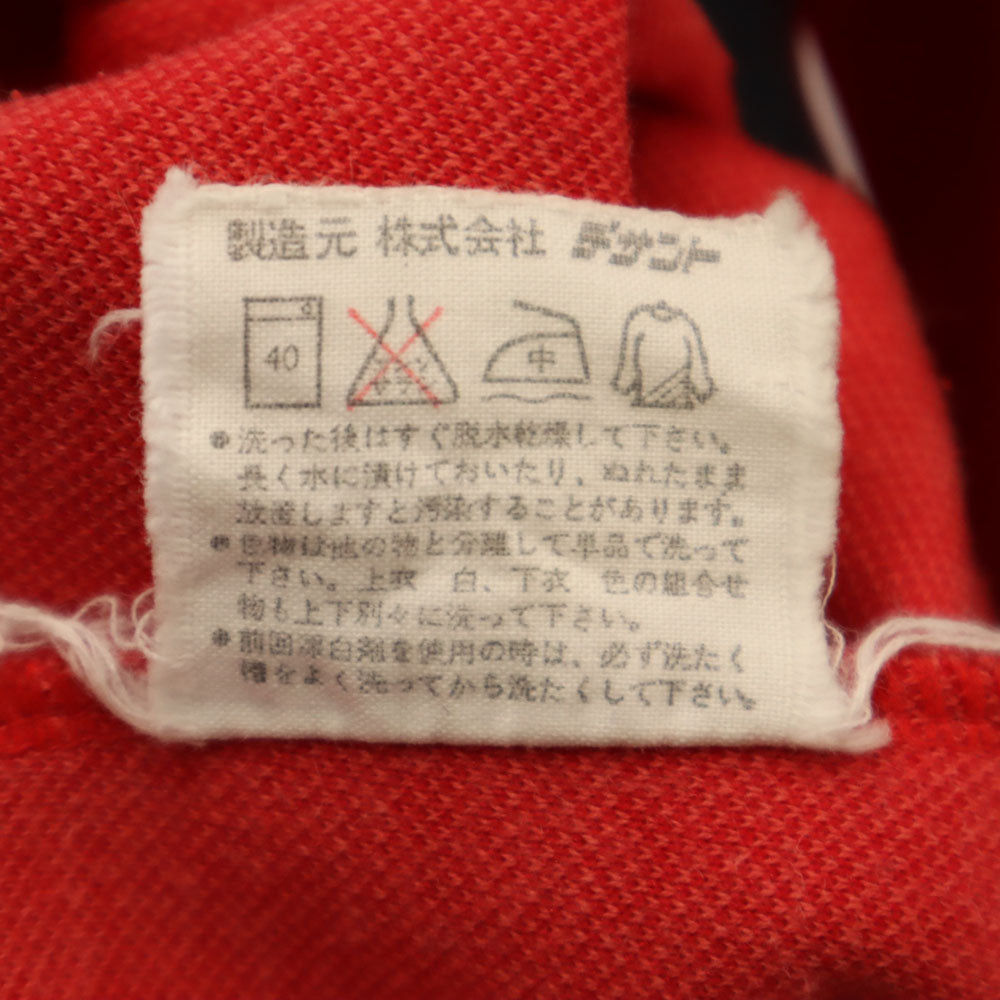 製造元 株式会社 デサント
40 中
●洗った後はすぐ脱水乾燥して下さい。
長く水に漬けておいたり、ぬれたまま
放置しますと汚染することがあります。
●色物は他の物と分離して単品で洗って
下さい。上衣 白、下衣 色の組合せ
物も上下別々に洗って下さい。
●前回漂白剤を使用の時は、必ず洗たく
槽をよく洗ってから洗たくして下さい。